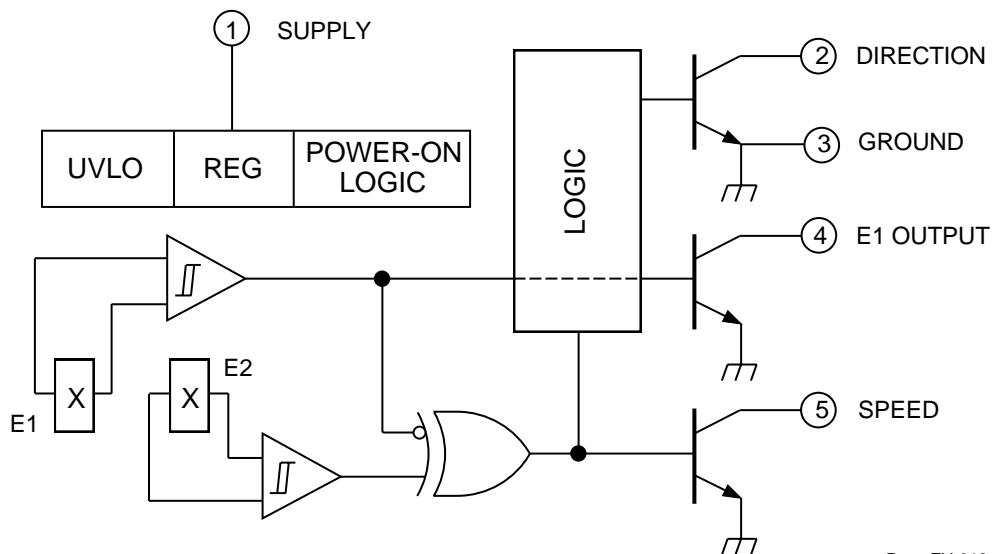 1 SUPPLY
2 DIRECTION
UVLO REG POWER-ON LOGIC
3 GROUND
LOGIC
4 E1 OUTPUT
E2
X X
E1
5 SPEED